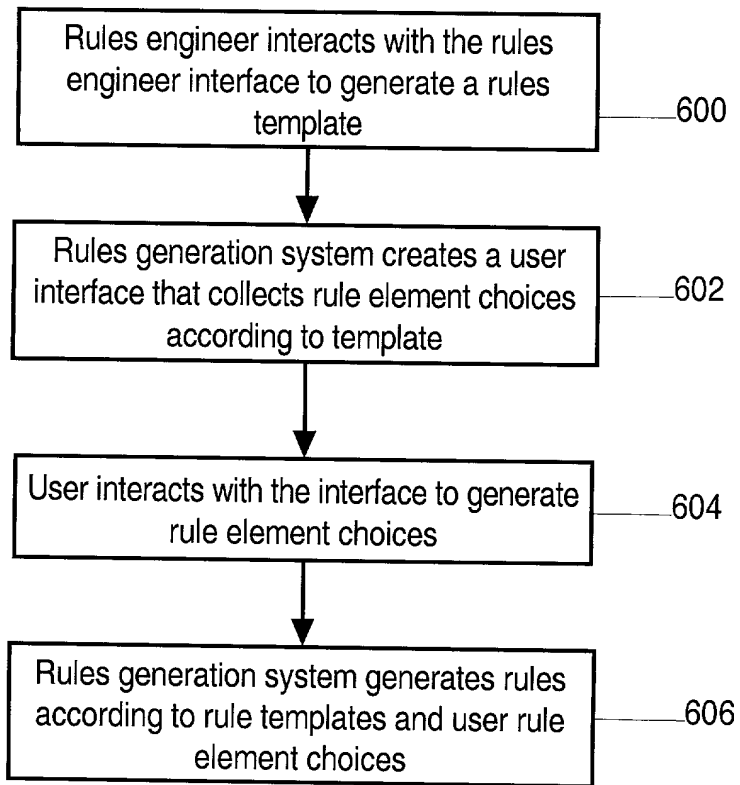 Rules engineer interacts with the rules
engineer interface to generate a rules
template
600
Rules generation system creates a user
interface that collects rule element choices
according to template
602
User interacts with the interface to generate
rule element choices
604
Rules generation system generates rules
according to rule templates and user rule
element choices
606